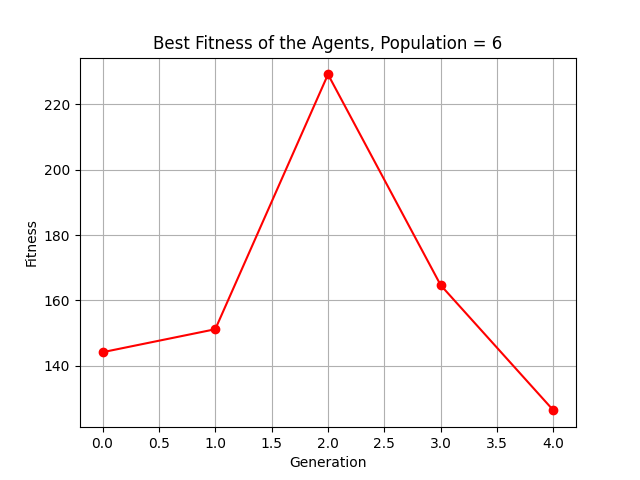 Best Fitness of the Agents, Population = 6
220
200
180
160
140
Fitness
0.0 0.5 1.0 1.5 2.0 2.5 3.0 3.5 4.0
Generation